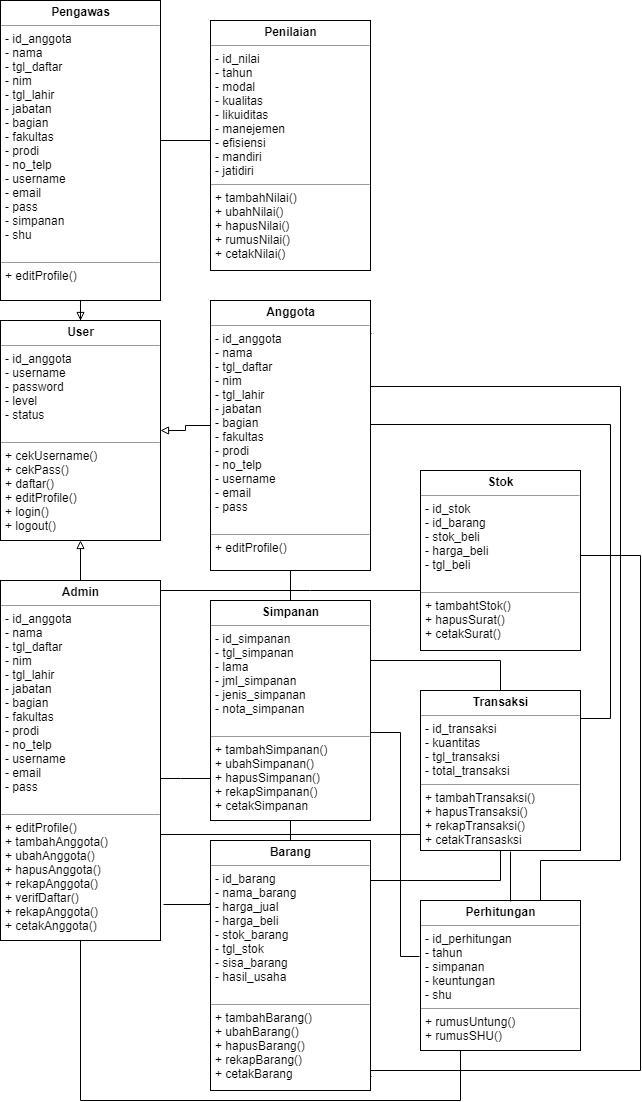 Pengawas
- id_anggota
- nama
- tgl_daftar
- nim
- tgl_lahir
- jabatan
- bagian
- fakultas
- prodi
- no_telp
- username
- email
- pass
- simpanan
- shu
+ editProfile()
Penilaian
- id_nilai
- tahun
- modal
- kualitas
- likuiditas
- manejemen
- efisiensi
- mandiri
- jatidiri
+ tambahNilai()
+ ubahNilai()
+ hapusNilai()
+ rumusNilai()
+ cetakNilai()
User
- id_anggota
- username
- password
- level
- status
+ cekUsername()
+ cekPass()
+ daftar()
+ editProfile()
+ login()
+ logout()
Anggota
- id_anggota
- nama
- tgl_daftar
- nim
- tgl_lahir
- jabatan
- bagian
- fakultas
- prodi
- no_telp
- username
- email
- pass
+ editProfile()
Stok
- id_stok
- id_barang
- stok_beli
- harga_beli
- tgl_beli
+ tambahtStok()
+ hapusSurat()
+ cetakSurat()
Admin
- id_anggota
- nama
- tgl_daftar
- nim
- tgl_lahir
- jabatan
- bagian
- fakultas
- prodi
- no_telp
- username
- email
- pass
+ editProfile()
+ tambahAnggota()
+ ubahAnggota()
+ hapusAnggota()
+ rekapAnggota()
+ verifDaftar()
+ rekapAnggota()
+ cetakAnggota()
Simpanan
- id_simpanan
- tgl_simpanan
- lama
- jml_simpanan
- jenis_simpanan
- nota_simpanan
+ tambahSimpanan()
+ ubahSimpanan()
+ hapusSimpanan()
+ rekapSimpanan()
+ cetakSimpanan
Transaksi
- id_transaksi
- kuantitas
- tgl_transaksi
- total_transaksi
+ tambahTransaksi()
+ hapusTransaksi()
+ rekapTransaksi()
+ cetakTransasksi
Barang
- id_barang
- nama_barang
- harga_jual
- harga_beli
- stok_barang
- tgl_stok
- sisa_barang
- hasil_usaha
+ tambahBarang()
+ ubahBarang()
+ hapusBarang()
+ rekapBarang()
+ cetakBarang
Perhitungan
- id_perhitungan
- tahun
- simpanan
- keuntungan
- shu
+ rumusUntung()
+ rumusSHU()